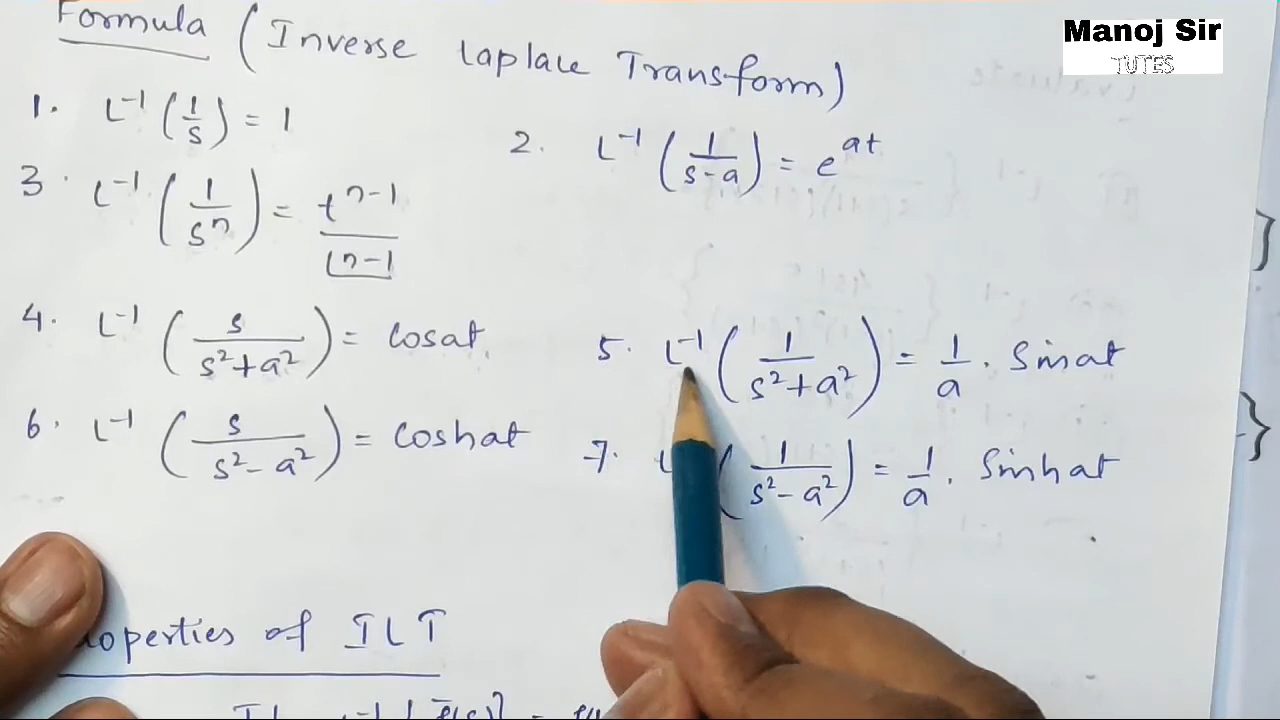 Manoj Sir
TUTES
Formula (Inverse Laplace Transform)
1. L⁻¹ (1/s) = 1
2. L⁻¹ (1/(s-a)) = e^at
3. L⁻¹ (1/sⁿ) = t^(n-1)/⌊n-1
4. L⁻¹ (s/(s²+a²)) = cosat
5. L⁻¹ (1/(s²+a²)) = 1/a . Sinat
6. L⁻¹ (s/(s²-a²)) = coshat
7. (1/(s²-a²)) = 1/a . Sinhat
roperties of ILT